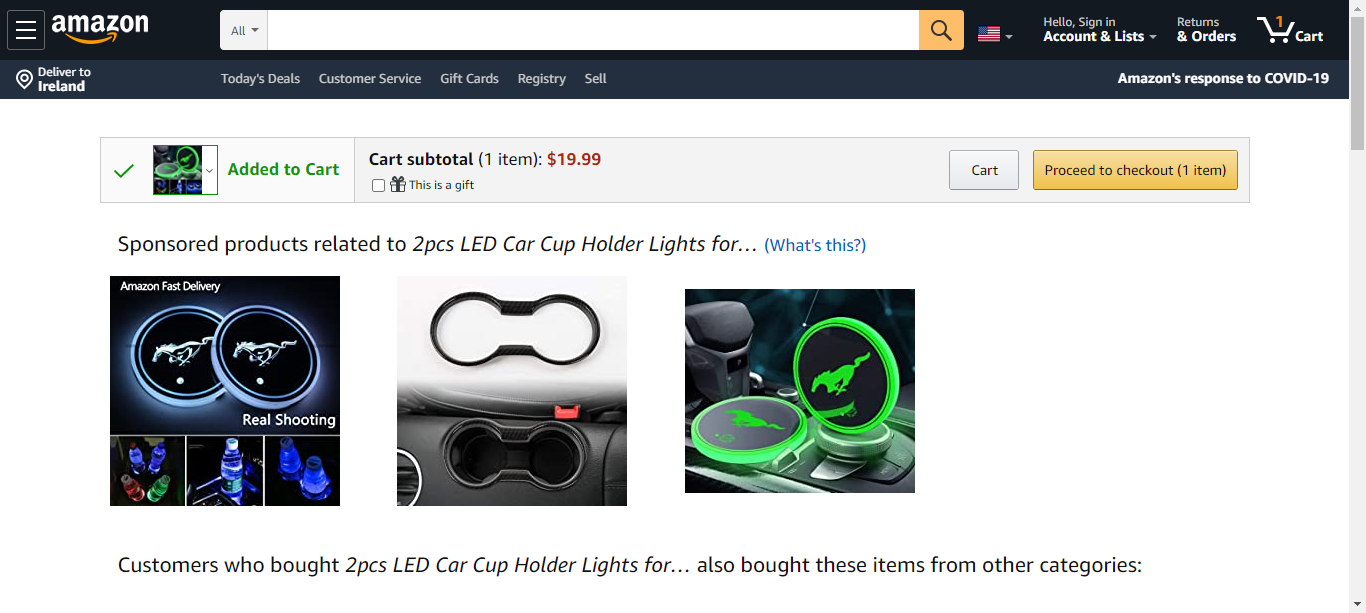 amazon
All
Hello, Sign in
Account & Lists
Returns
& Orders
1
Cart
Deliver to
Ireland
Today's Deals
Customer Service
Gift Cards
Registry
Sell
Amazon's response to COVID-19
Added to Cart
Cart subtotal (1 item): $19.99
This is a gift
Cart
Proceed to checkout (1 item)
Sponsored products related to 2pcs LED Car Cup Holder Lights for… (What's this?)
Amazon Fast Delivery
Real Shooting
Customers who bought 2pcs LED Car Cup Holder Lights for… also bought these items from other categories: